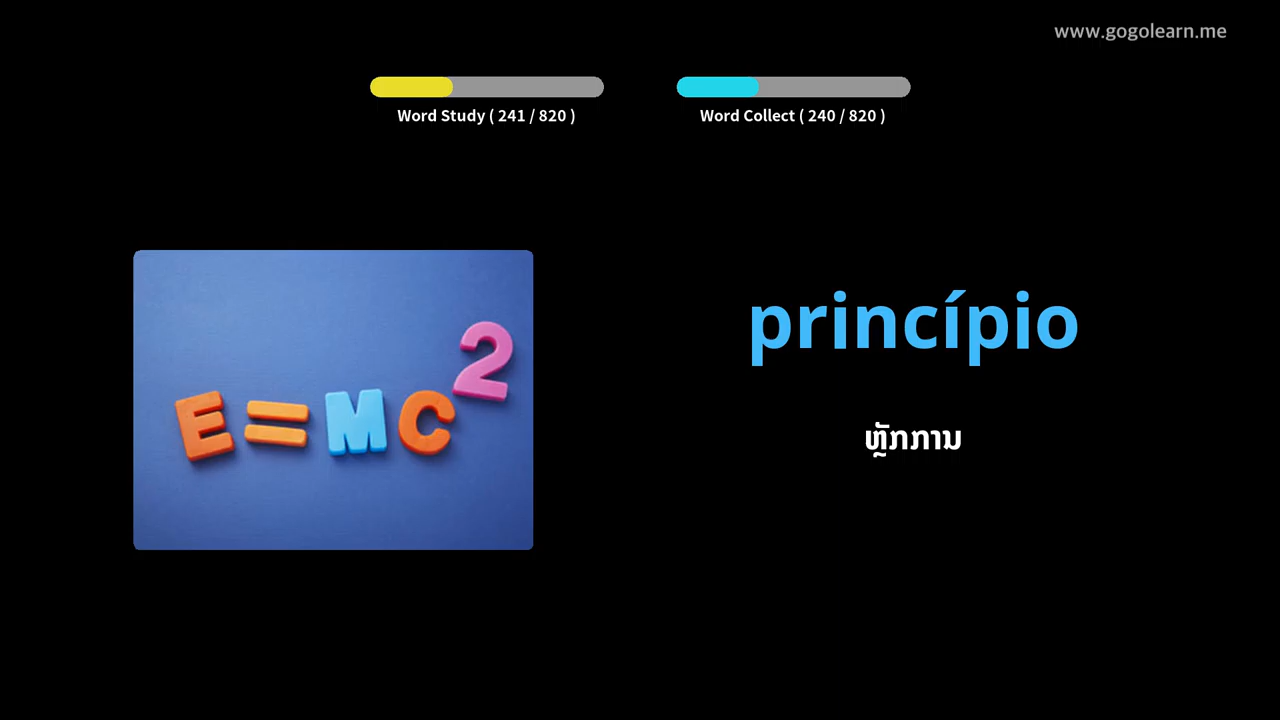 www.gogolearn.me
Word Study ( 241 / 820 )
Word Collect ( 240 / 820 )
E=MC2
princípio
ຫຼັກການ